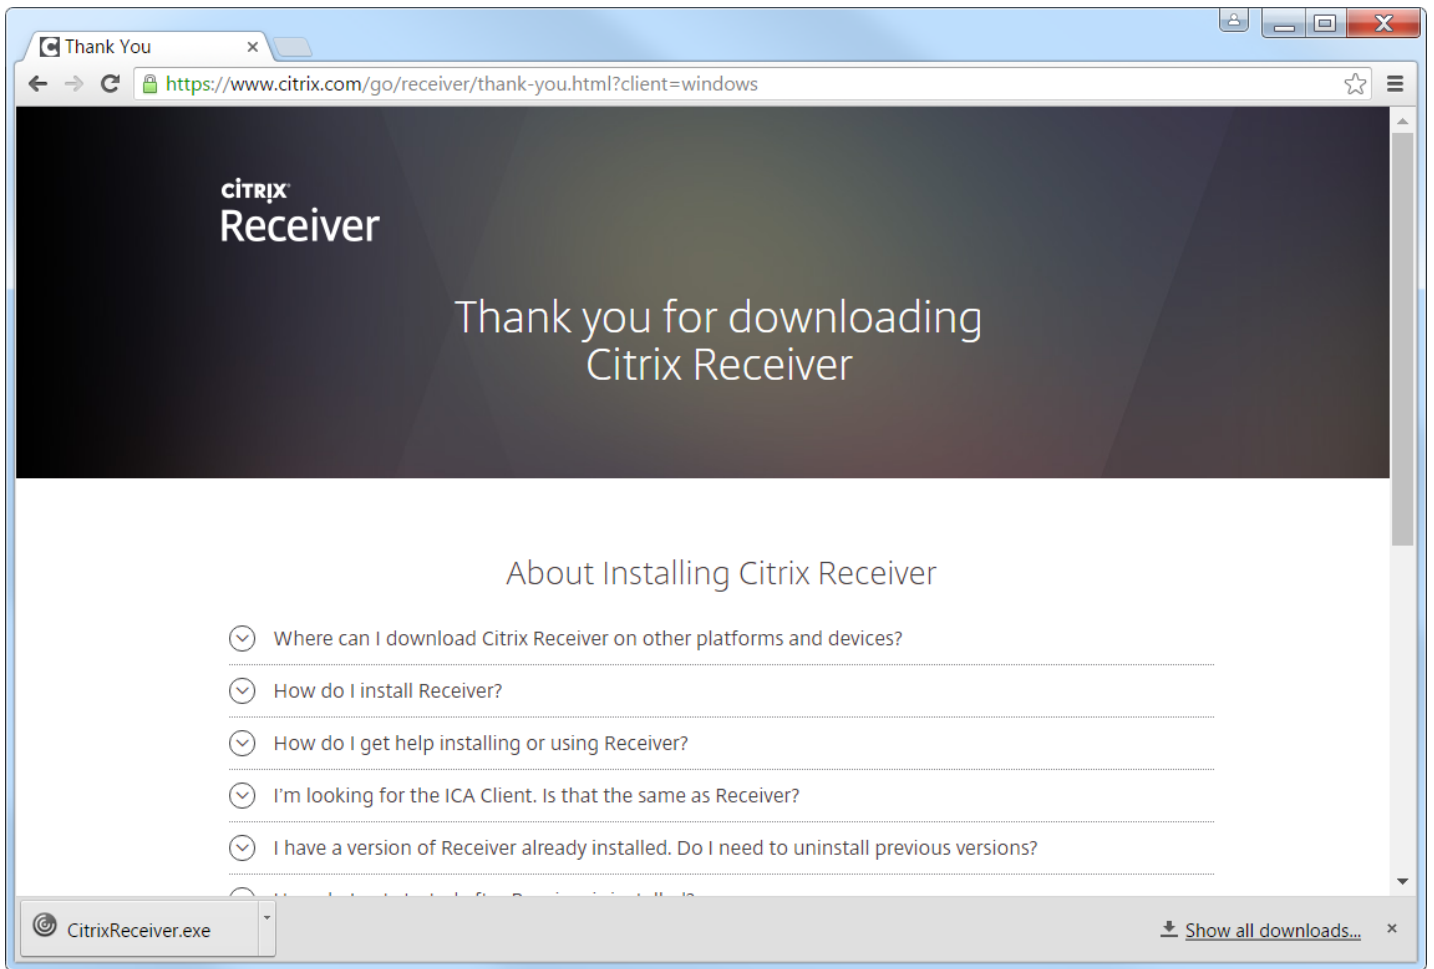 Thank You
https://www.citrix.com/go/receiver/thank-you.html?client=windows
CİTRIX
Receiver
Thank you for downloading
Citrix Receiver
About Installing Citrix Receiver
Where can I download Citrix Receiver on other platforms and devices?
How do I install Receiver?
How do I get help installing or using Receiver?
I'm looking for the ICA Client. Is that the same as Receiver?
I have a version of Receiver already installed. Do I need to uninstall previous versions?
CitrixReceiver.exe
Show all downloads...